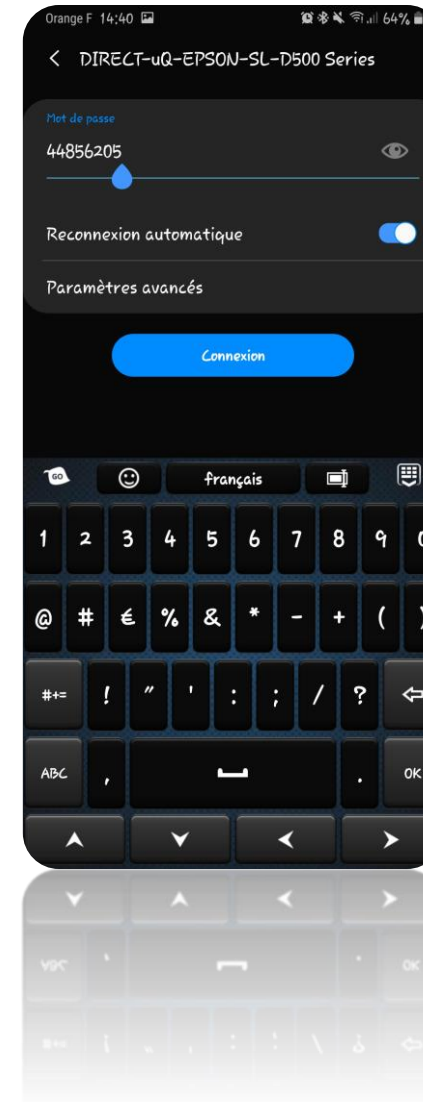 Orange F 14:40 64%
DIRECT-uQ-EPSON-SL-D500 Series
Mot de passe
44856205
Reconnexion automatique
Paramètres avancés
Connexion
GO français
1 2 3 4 5 6 7 8 9 0
@ # € % & * - + ( )
#+= ! " ' : ; / ?
ABC , . OK